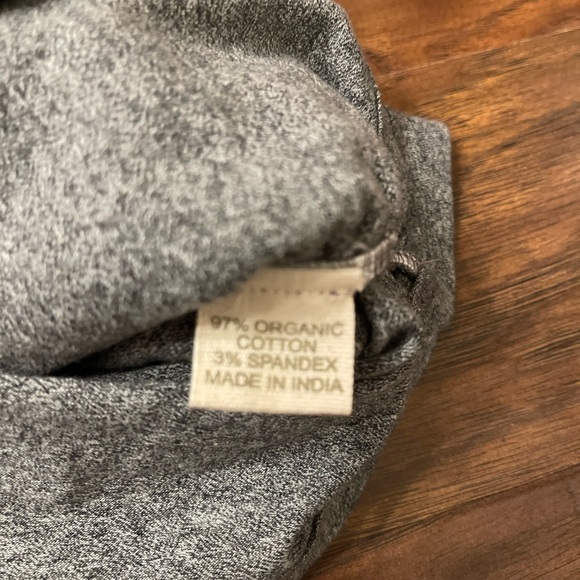 97% ORGANIC
COTTON
3% SPANDEX
MADE IN INDIA